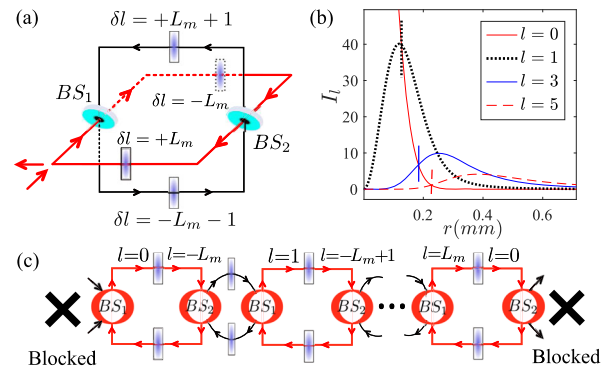 (a)
δl = +L_m + 1
BS_1
δl = −L_m
BS_2
δl = +L_m
δl = −L_m−1
(b)
I_l
40
30
20
10
0
0
0.2
0.4
0.6
r(mm)
l = 0
l = 1
l = 3
l = 5
(c)
l=0 l=−L_m l=1 l=−L_m+1 l=L_m l=0
BS_1 BS_2 BS_1 BS_2 ··· BS_1 BS_2
Blocked Blocked